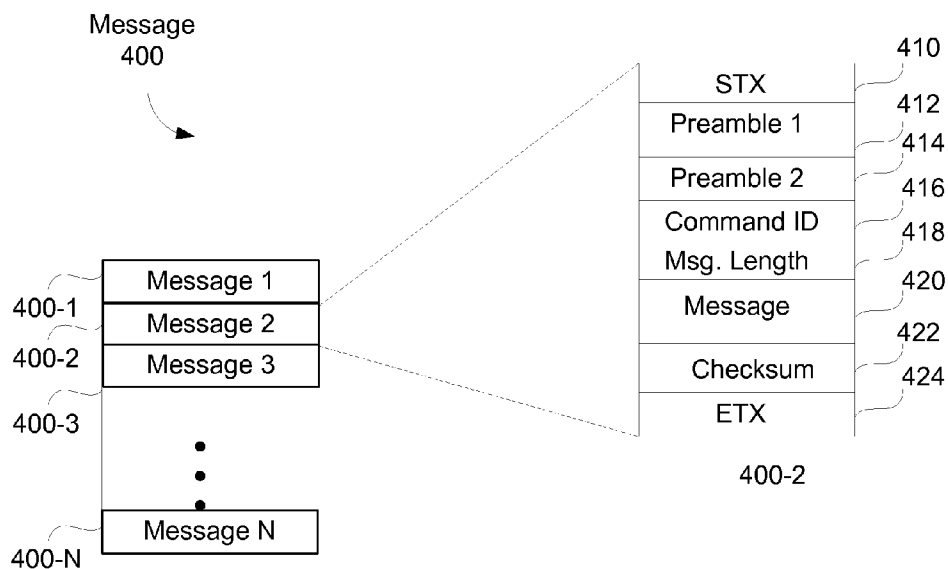 Message
400
Message 1
Message 2
Message 3
Message N
400-1
400-2
400-3
400-N
STX
Preamble 1
Preamble 2
Command ID
Msg. Length
Message
Checksum
ETX
410
412
414
416
418
420
422
424
400-2